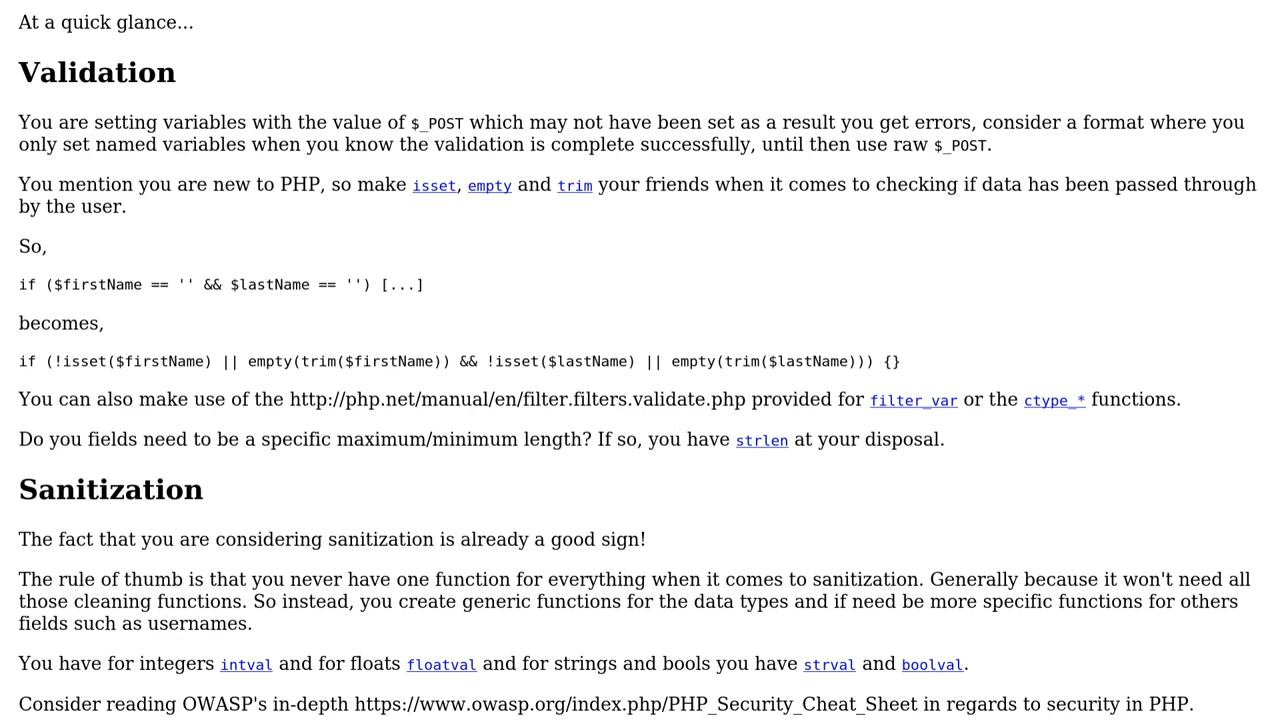 At a quick glance...
Validation
You are setting variables with the value of $_POST which may not have been set as a result you get errors, consider a format where you
only set named variables when you know the validation is complete successfully, until then use raw $_POST.
You mention you are new to PHP, so make isset, empty and trim your friends when it comes to checking if data has been passed through
by the user.
So,
if ($firstName == '' && $lastName == '') [...]
becomes,
if (!isset($firstName) || empty(trim($firstName)) && !isset($lastName) || empty(trim($lastName))) {}
You can also make use of the http://php.net/manual/en/filter.filters.validate.php provided for filter_var or the ctype_* functions.
Do you fields need to be a specific maximum/minimum length? If so, you have strlen at your disposal.
Sanitization
The fact that you are considering sanitization is already a good sign!
The rule of thumb is that you never have one function for everything when it comes to sanitization. Generally because it won't need all
those cleaning functions. So instead, you create generic functions for the data types and if need be more specific functions for others
fields such as usernames.
You have for integers intval and for floats floatval and for strings and bools you have strval and boolval.
Consider reading OWASP's in-depth https://www.owasp.org/index.php/PHP_Security_Cheat_Sheet in regards to security in PHP.